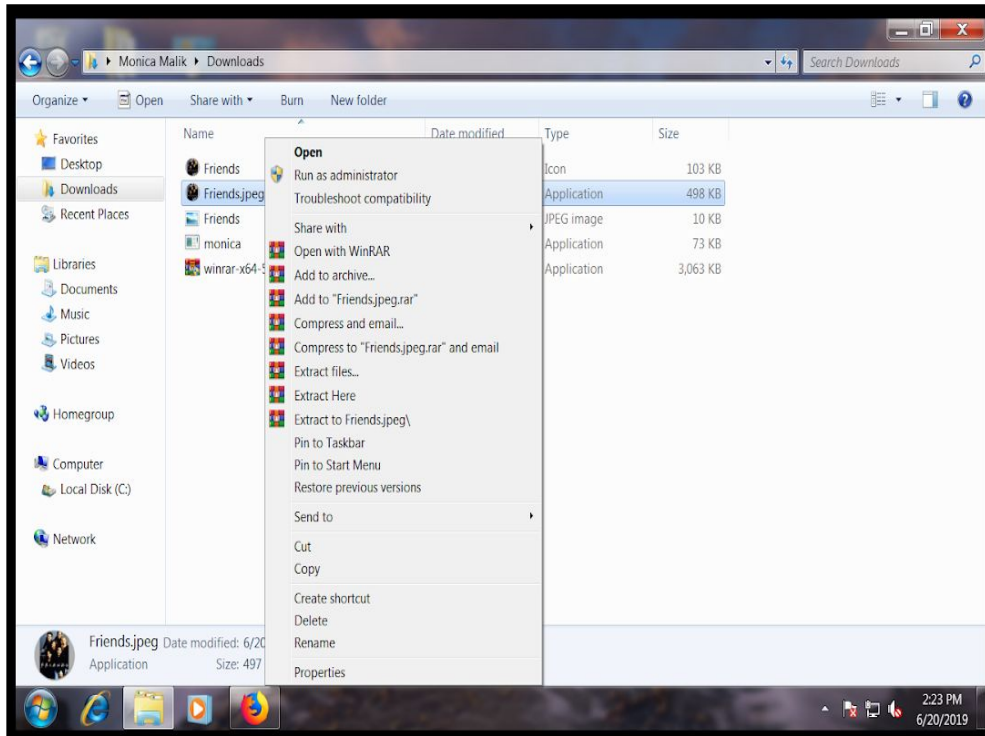 Monica Malik ▸ Downloads
Search Downloads
Organize ▾ Open Share with ▾ Burn New folder
Favorites
Desktop
Downloads
Recent Places
Libraries
Documents
Music
Pictures
Videos
Homegroup
Computer
Local Disk (C:)
Network
Name Date modified Type Size
Friends Icon 103 KB
Friends.jpeg Application 498 KB
Friends JPEG image 10 KB
monica Application 73 KB
winrar-x64- Application 3,063 KB
Open
Run as administrator
Troubleshoot compatibility
Share with
Open with WinRAR
Add to archive...
Add to "Friends.jpeg.rar"
Compress and email...
Compress to "Friends.jpeg.rar" and email
Extract files...
Extract Here
Extract to Friends.jpeg\
Pin to Taskbar
Pin to Start Menu
Restore previous versions
Send to
Cut
Copy
Create shortcut
Delete
Rename
Properties
Friends.jpeg Date modified: 6/20
Application Size: 497
2:23 PM
6/20/2019